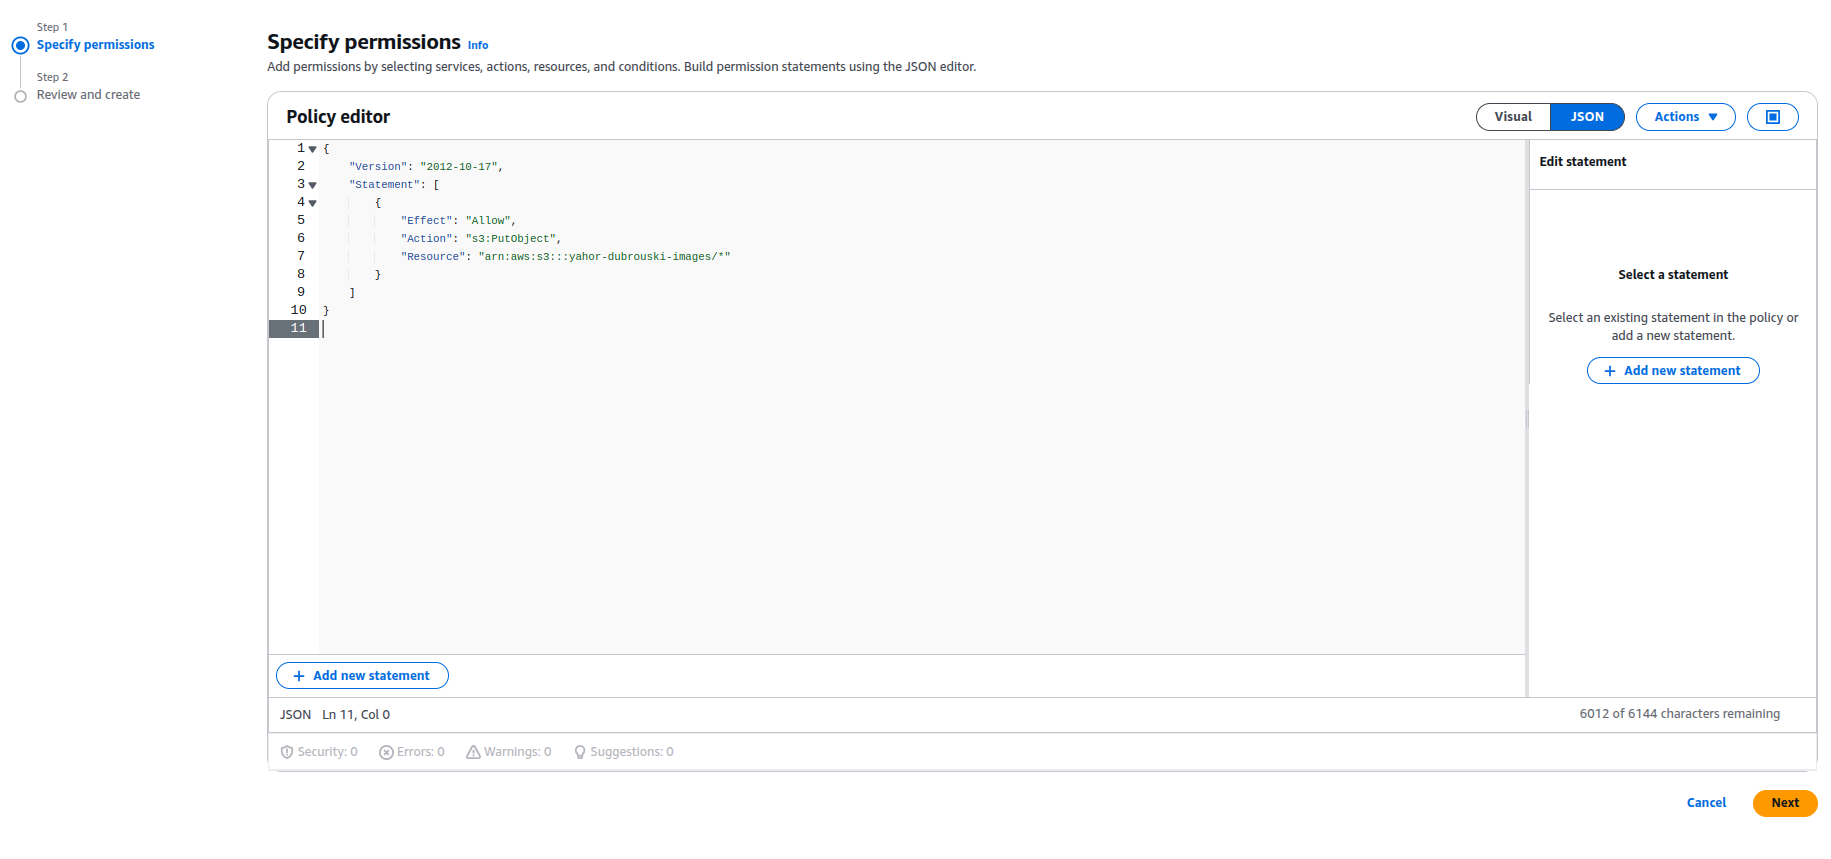 Step 1
Specify permissions
Step 2
Review and create
Specify permissions Info
Add permissions by selecting services, actions, resources, and conditions. Build permission statements using the JSON editor.
Policy editor
Visual JSON Actions
1 {
2 "Version": "2012-10-17",
3 "Statement": [
4 {
5 "Effect": "Allow",
6 "Action": "s3:PutObject",
7 "Resource": "arn:aws:s3:::yahor-dubrouski-images/*"
8 }
9 ]
10 }
11
Add new statement
Edit statement
Select a statement
Select an existing statement in the policy or
add a new statement.
Add new statement
JSON Ln 11, Col 0
6012 of 6144 characters remaining
Security: 0 Errors: 0 Warnings: 0 Suggestions: 0
Cancel Next